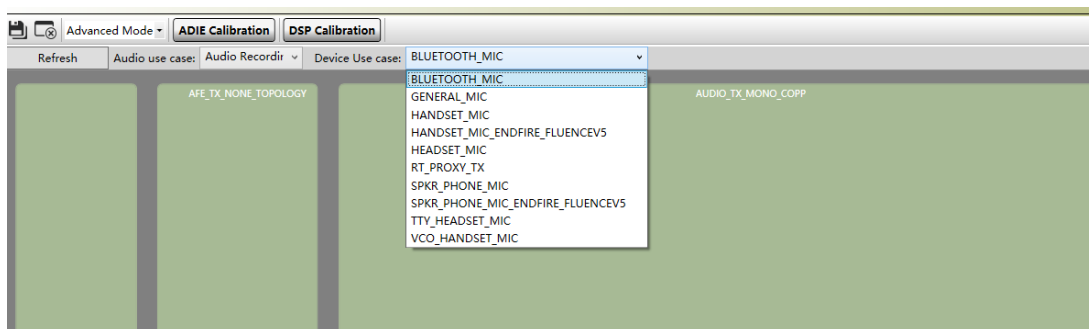 Advanced Mode ADIE Calibration DSP Calibration
Refresh Audio use case: Audio Recordir Device Use case: BLUETOOTH_MIC
BLUETOOTH_MIC
AFE_TX_NONE_TOPOLOGY AUDIO_TX_MONO_COPP
GENERAL_MIC
HANDSET_MIC
HANDSET_MIC_ENDFIRE_FLUENCEV5
HEADSET_MIC
RT_PROXY_TX
SPKR_PHONE_MIC
SPKR_PHONE_MIC_ENDFIRE_FLUENCEV5
TTY_HEADSET_MIC
VCO_HANDSET_MIC